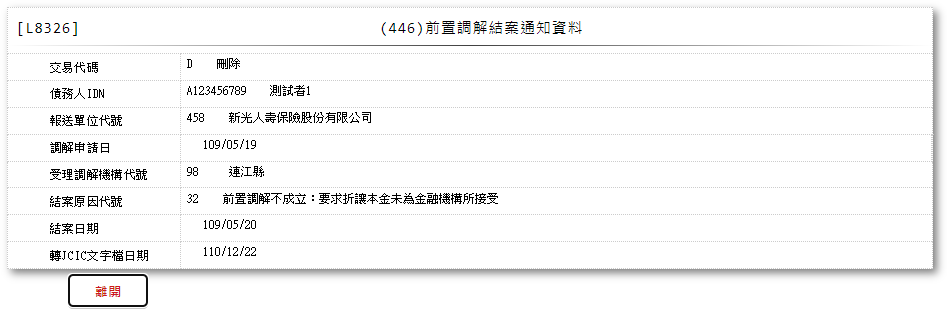 [L8326] (446)前置調解結案通知資料
交易代碼 D 刪除
債務人IDN A123456789 測試者1
報送單位代號 458 新光人壽保險股份有限公司
調解申請日 109/05/19
受理調解機構代號 98 連江縣
結案原因代號 32 前置調解不成立：要求折讓本金未為金融機構所接受
結案日期 109/05/20
轉JCIC文字檔日期 110/12/22
離開